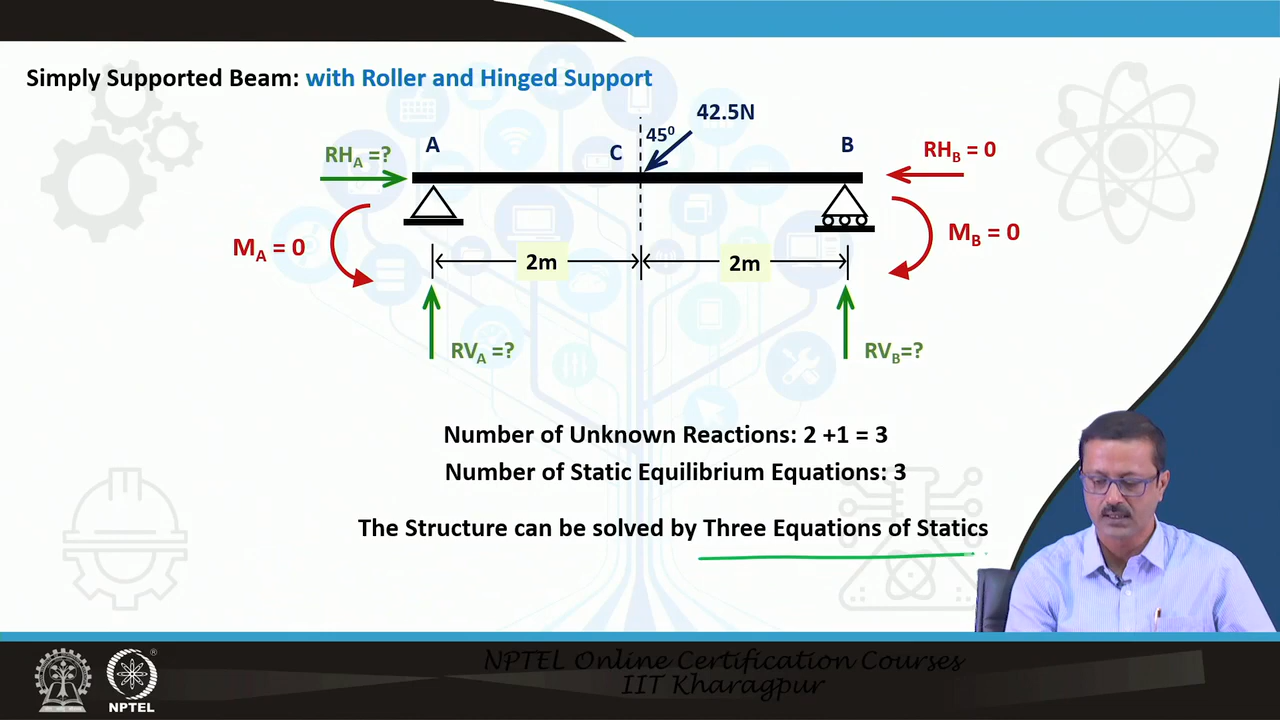 Simply Supported Beam: with Roller and Hinged Support
42.5N
45⁰
A
C
B
RH_A =?
RH_B = 0
M_A = 0
M_B = 0
2m
2m
RV_A =?
RV_B=?
Number of Unknown Reactions: 2 +1 = 3
Number of Static Equilibrium Equations: 3
The Structure can be solved by Three Equations of Statics
NPTEL Online Certification Courses
IIT Kharagpur
NPTEL